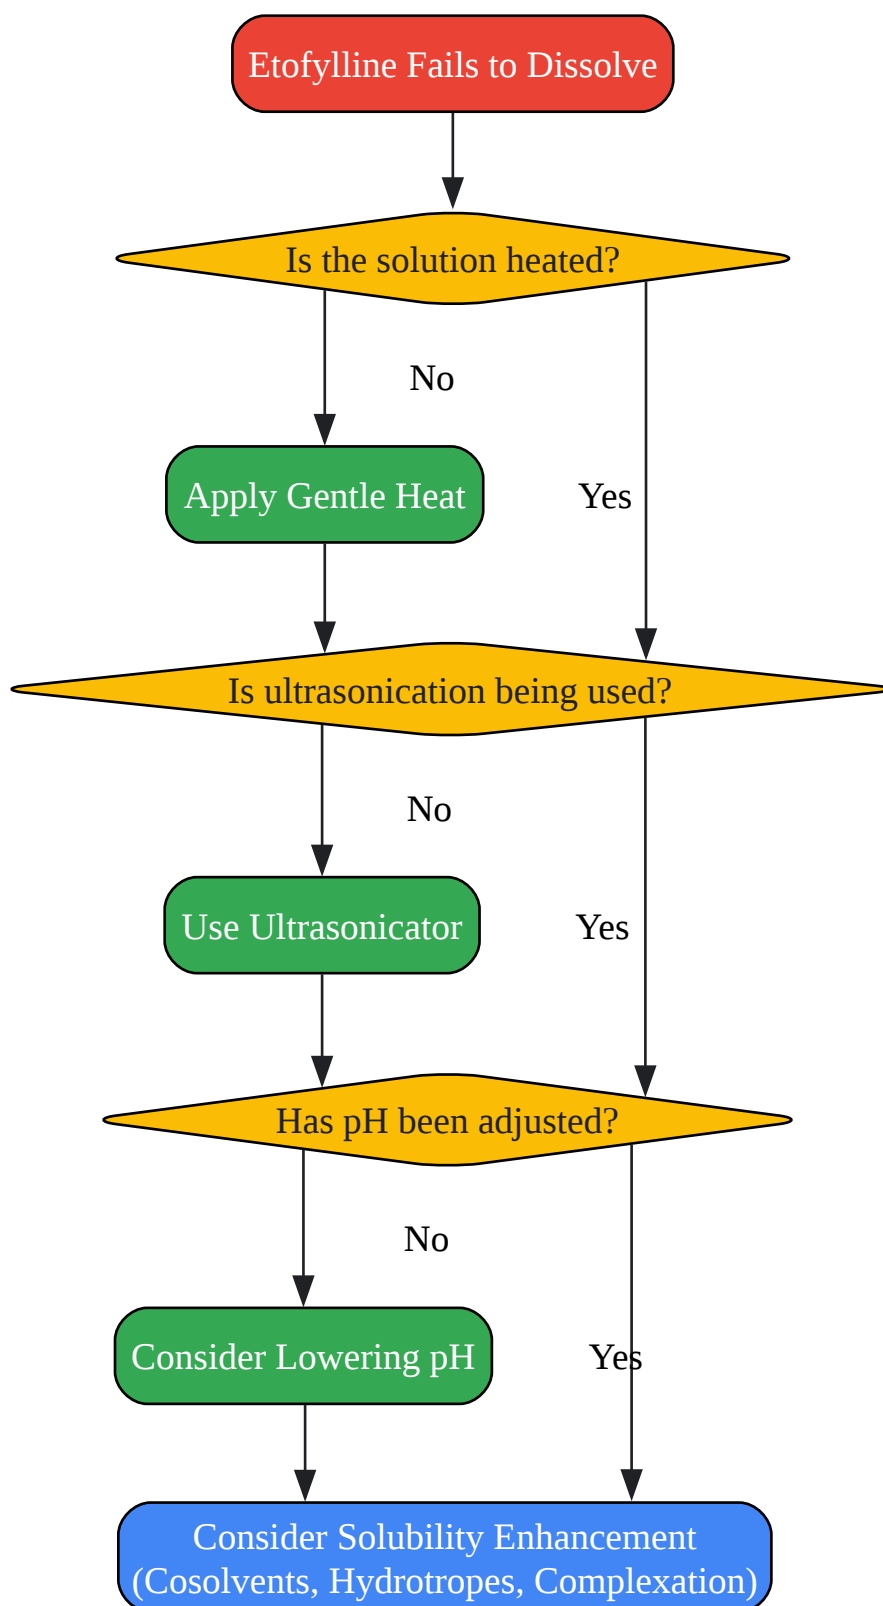 Etofylline Fails to Dissolve
Is the solution heated?
No
Apply Gentle Heat
Yes
Is ultrasonication being used?
No
Use Ultrasonicator
Yes
Has pH been adjusted?
No
Consider Lowering pH
Yes
Consider Solubility Enhancement
(Cosolvents, Hydrotropes, Complexation)